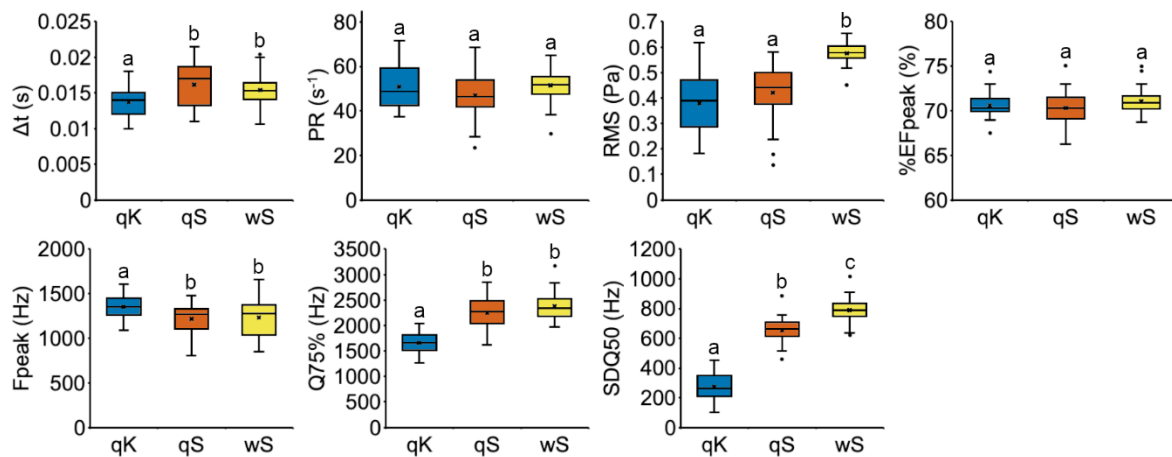 Δt (s)
0.025
0.02
0.015
0.01
0.005
0
a
b
b
qK
qS
wS
PR (s⁻¹)
80
60
40
20
0
a
a
a
qK
qS
wS
RMS (Pa)
0.7
0.6
0.5
0.4
0.3
0.2
0.1
0
a
a
b
qK
qS
wS
%EFpeak (%)
80
75
70
65
60
a
a
a
qK
qS
wS
Fpeak (Hz)
2000
1500
1000
500
0
a
b
b
qK
qS
wS
Q75% (Hz)
3500
3000
2500
2000
1500
1000
500
0
a
b
b
qK
qS
wS
SDQ50 (Hz)
1200
1000
800
600
400
200
0
a
b
c
qK
qS
wS